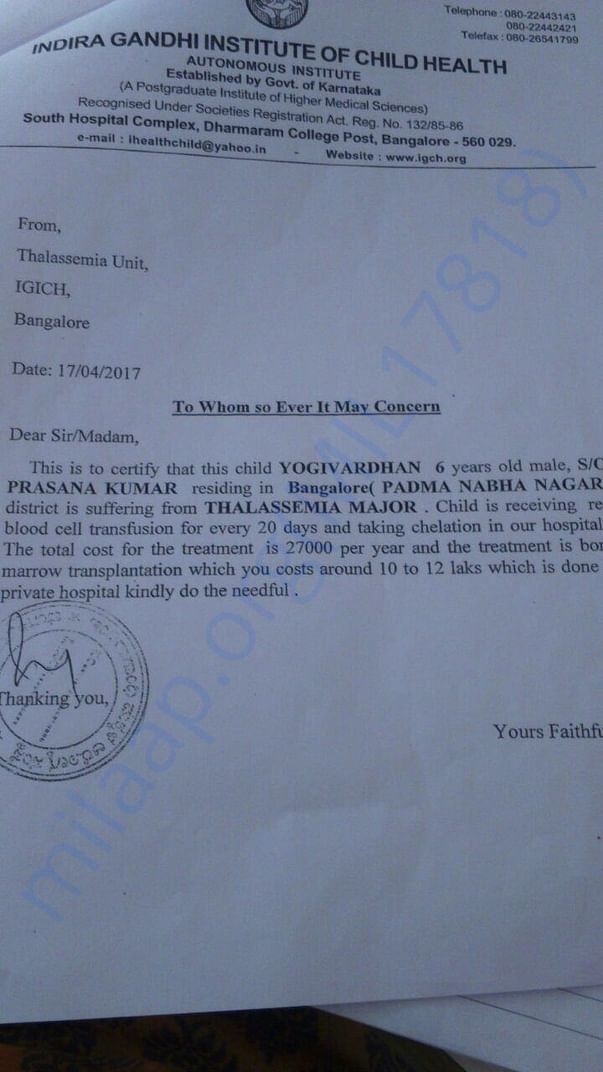 Telephone : 080-22443143
080-22442421
Telefax : 080-26541799
INDIRA GANDHI INSTITUTE OF CHILD HEALTH
AUTONOMOUS INSTITUTE
Established by Govt. of Karnataka
(A Postgraduate Institute of Higher Medical Sciences)
Recognised Under Societies Registration Act. Reg. No. 132/85-86
South Hospital Complex, Dharmaram College Post, Bangalore - 560 029.
e-mail : ihealthchild@yahoo.in - Website : www.igch.org
From,
Thalassemia Unit,
IGICH,
Bangalore
Date: 17/04/2017
To Whom so Ever It May Concern
Dear Sir/Madam,
This is to certify that this child YOGIVARDHAN 6 years old male, S/O
PRASANA KUMAR residing in Bangalore( PADMA NABHA NAGAR
district is suffering from THALASSEMIA MAJOR . Child is receiving re
blood cell transfusion for every 20 days and taking chelation in our hospital
The total cost for the treatment is 27000 per year and the treatment is bon
marrow transplantation which you costs around 10 to 12 laks which is done
private hospital kindly do the needful .
Thanking you,
Yours Faithfu
milaap.org(MIL17818)